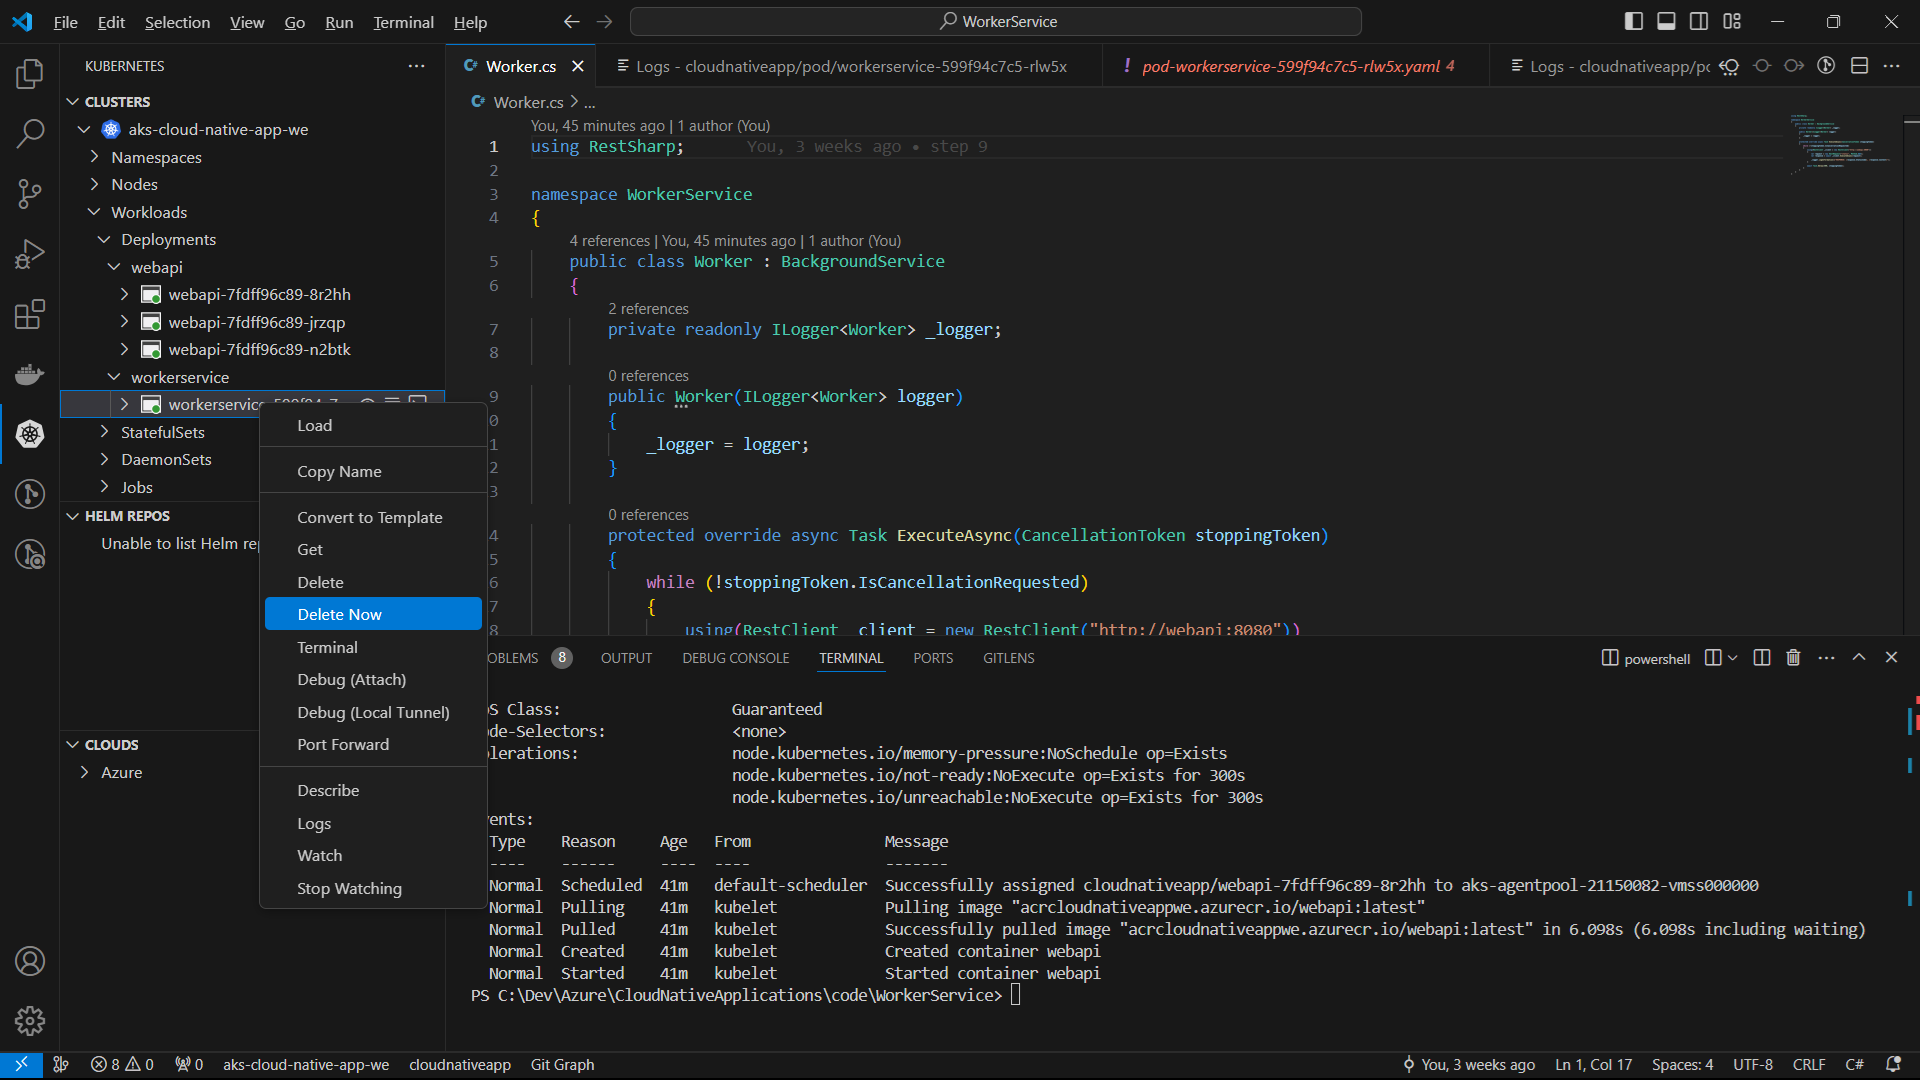 File Edit Selection View Go Run Terminal Help
WorkerService
KUBERNETES
CLUSTERS
aks-cloud-native-app-we
Namespaces
Nodes
Workloads
Deployments
webapi
webapi-7fdff96c89-8r2hh
webapi-7fdff96c89-jrzqp
webapi-7fdff96c89-n2btk
workerservice
StatefulSets
DaemonSets
Jobs
HELM REPOS
Unable to list Helm
CLOUDS
Azure
Load
Copy Name
Convert to Template
Get
Delete
Delete Now
Terminal
Debug (Attach)
Debug (Local Tunnel)
Port Forward
Describe
Logs
Watch
Stop Watching
Worker.cs
Logs - cloudnativeapp/pod/workerservice-599f94c7c5-rlw5x
! pod-workerservice-599f94c7c5-rlw5x.yaml 4
Logs - cloudnativeapp/pc
Worker.cs > ...
You, 45 minutes ago | 1 author (You)
1 using RestSharp; You, 3 weeks ago • step 9
2
3 namespace WorkerService
4 {
4 references | You, 45 minutes ago | 1 author (You)
5 public class Worker : BackgroundService
6 {
2 references
7 private readonly ILogger<Worker> _logger;
8
0 references
9 public Worker(ILogger<Worker> logger)
0 {
1 _logger = logger;
2 }
3
0 references
4 protected override async Task ExecuteAsync(CancellationToken stoppingToken)
5 {
6 while (!stoppingToken.IsCancellationRequested)
7 {
8 using(RestClient client = new RestClient("http://webapi:8080"))
OBLEMS 8 OUTPUT DEBUG CONSOLE TERMINAL PORTS GITLENS
powershell
S Class: Guaranteed
de-Selectors: <none>
lerations: node.kubernetes.io/memory-pressure:NoSchedule op=Exists
node.kubernetes.io/not-ready:NoExecute op=Exists for 300s
node.kubernetes.io/unreachable:NoExecute op=Exists for 300s
ents:
Type Reason Age From Message
---- ------ ---- ---- -------
Normal Scheduled 41m default-scheduler Successfully assigned cloudnativeapp/webapi-7fdff96c89-8r2hh to aks-agentpool-21150082-vmss000000
Normal Pulling 41m kubelet Pulling image "acrcloudnativeappwe.azurecr.io/webapi:latest"
Normal Pulled 41m kubelet Successfully pulled image "acrcloudnativeappwe.azurecr.io/webapi:latest" in 6.098s (6.098s including waiting)
Normal Created 41m kubelet Created container webapi
Normal Started 41m kubelet Started container webapi
PS C:\Dev\Azure\CloudNativeApplications\code\WorkerService>
8 0 0 aks-cloud-native-app-we cloudnativeapp Git Graph
You, 3 weeks ago Ln 1, Col 17 Spaces: 4 UTF-8 CRLF C#